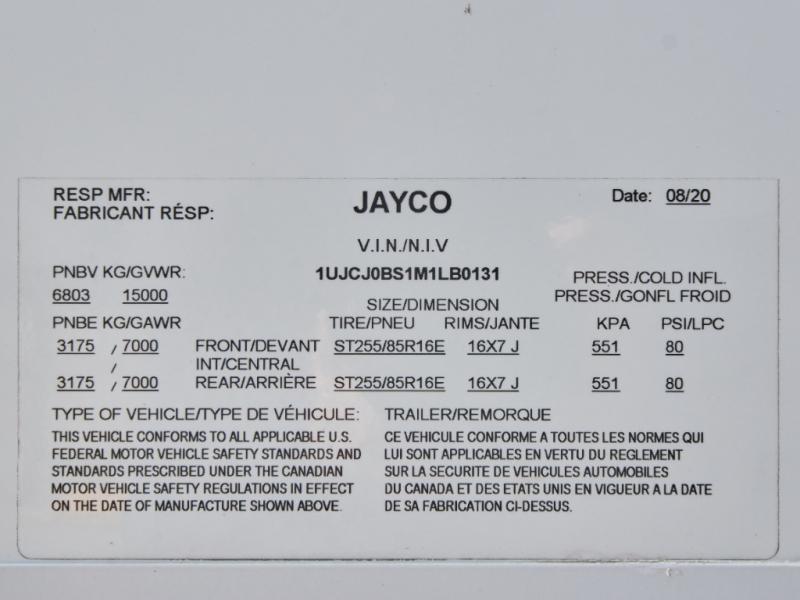 RESP MFR:
FABRICANT RÉSP:
JAYCO
Date: 08/20
V.I.N./N.I.V
PNBV KG/GVWR:
1UJCJ0BS1M1LB0131
PRESS./COLD INFL.
6803 15000
PRESS./GONFL FROID
SIZE/DIMENSION
PNBE KG/GAWR TIRE/PNEU RIMS/JANTE KPA PSI/LPC
3175 / 7000 FRONT/DEVANT ST255/85R16E 16X7 J 551 80
/ INT/CENTRAL
3175 / 7000 REAR/ARRIÈRE ST255/85R16E 16X7 J 551 80
TYPE OF VEHICLE/TYPE DE VÉHICULE: TRAILER/REMORQUE
THIS VEHICLE CONFORMS TO ALL APPLICABLE U.S.
FEDERAL MOTOR VEHICLE SAFETY STANDARDS AND
STANDARDS PRESCRIBED UNDER THE CANADIAN
MOTOR VEHICLE SAFETY REGULATIONS IN EFFECT
ON THE DATE OF MANUFACTURE SHOWN ABOVE.
CE VEHICULE CONFORME A TOUTES LES NORMES QUI
LUI SONT APPLICABLES EN VERTU DU REGLEMENT
SUR LA SECURITE DE VEHICULES AUTOMOBILES
DU CANADA ET DES ETATS UNIS EN VIGUEUR A LA DATE
DE SA FABRICATION CI-DESSUS.